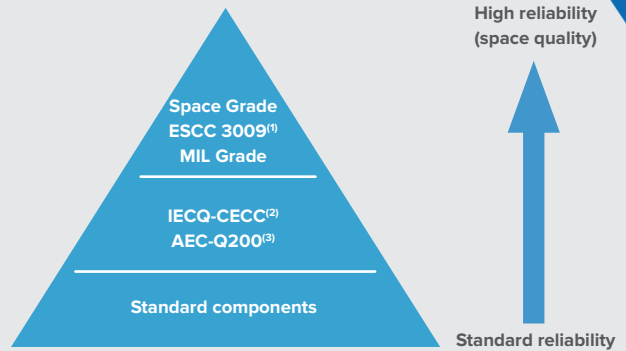 High reliability
(space quality)
Space Grade
ESCC 3009(1)
MIL Grade
IECQ-CECC(2)
AEC-Q200(3)
Standard components
Standard reliability